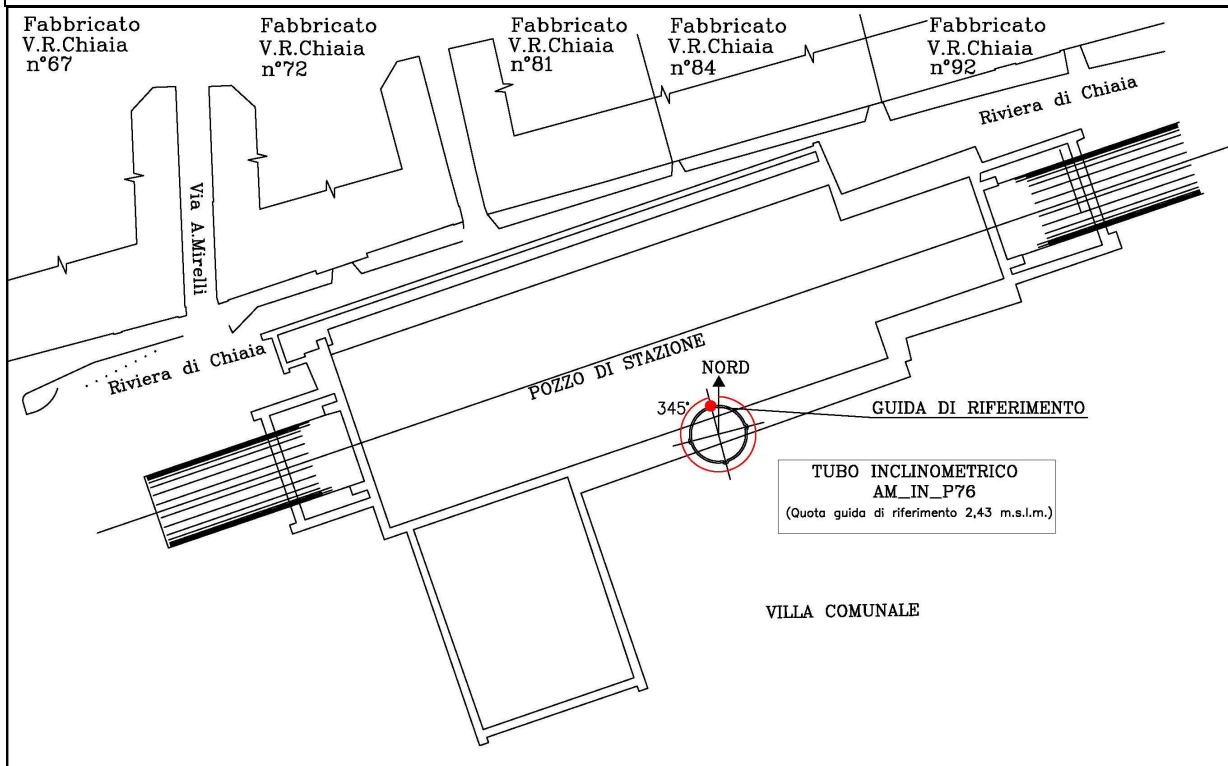 Fabbricato
V.R.Chiaia
n°67
Fabbricato
V.R.Chiaia
n°72
Fabbricato
V.R.Chiaia
n°81
Fabbricato
V.R.Chiaia
n°84
Fabbricato
V.R.Chiaia
n°92
Riviera di Chiaia
Via A.Mirelli
Riviera di Chiaia
POZZO DI STAZIONE
NORD
345°
GUIDA DI RIFERIMENTO
TUBO INCLINOMETRICO
AM_IN_P76
(Quota guida di riferimento 2,43 m.s.l.m.)
VILLA COMUNALE